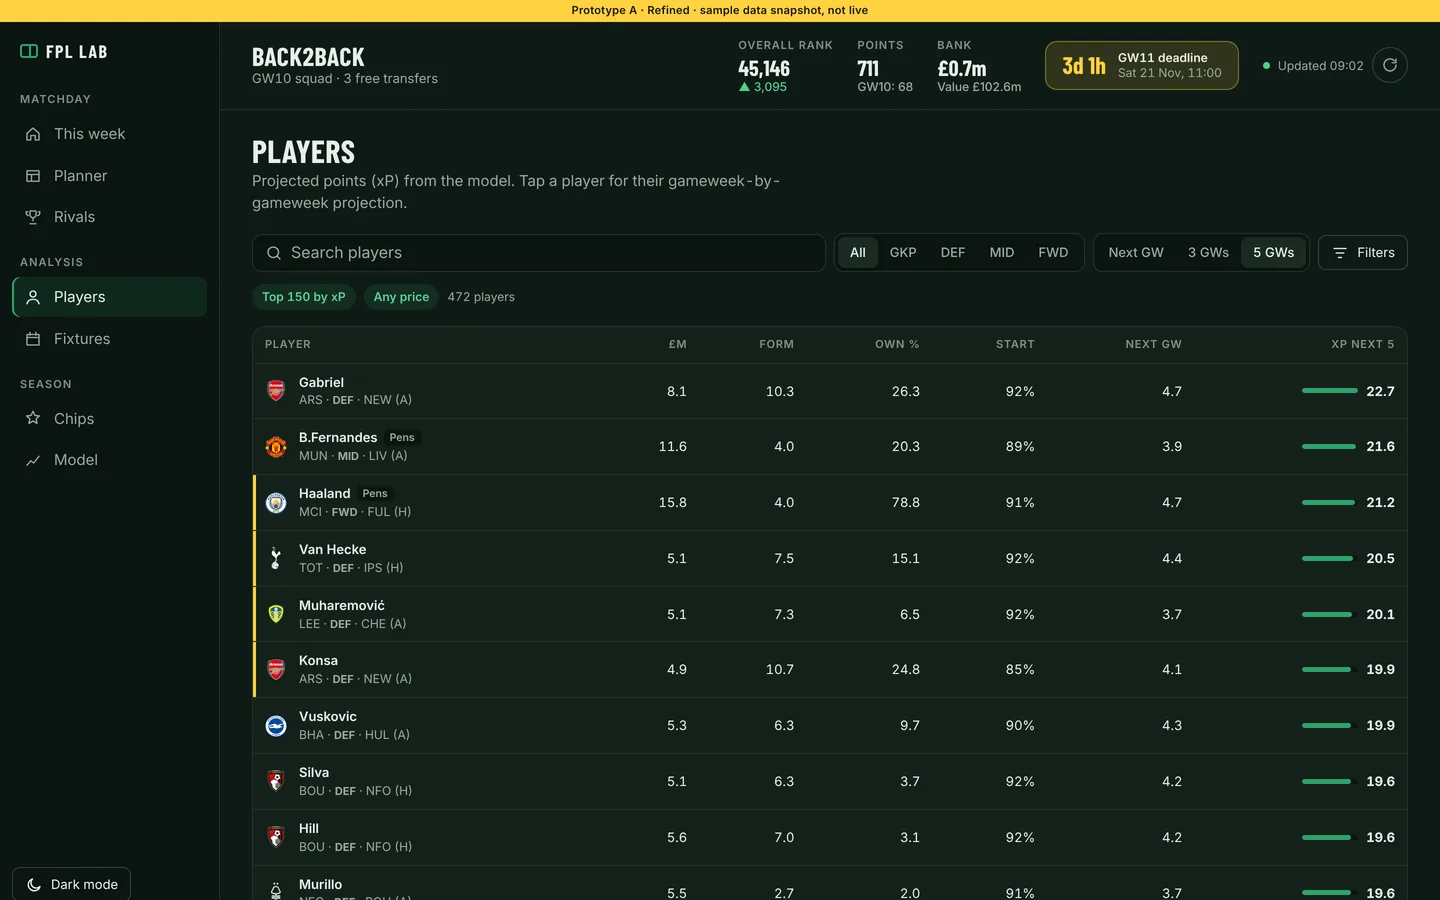 Prototype A · Refined · sample data snapshot, not live
FPL LAB
MATCHDAY
This week
Planner
Rivals
ANALYSIS
Players
Fixtures
SEASON
Chips
Model
Dark mode
BACK2BACK
GW10 squad · 3 free transfers
OVERALL RANK
45,146
▲ 3,095
POINTS
711
GW10: 68
BANK
£0.7m
Value £102.6m
3d 1h
GW11 deadline
Sat 21 Nov, 11:00
Updated 09:02
PLAYERS
Projected points (xP) from the model. Tap a player for their gameweek-by-
gameweek projection.
Search players
All GKP DEF MID FWD
Next GW 3 GWs 5 GWs
Filters
Top 150 by xP Any price 472 players
PLAYER £M FORM OWN % START NEXT GW XP NEXT 5
Gabriel
ARS · DEF · NEW (A)
8.1 10.3 26.3 92% 4.7 22.7
B.Fernandes Pens
MUN · MID · LIV (A)
11.6 4.0 20.3 89% 3.9 21.6
Haaland Pens
MCI · FWD · FUL (H)
15.8 4.0 78.8 91% 4.7 21.2
Van Hecke
TOT · DEF · IPS (H)
5.1 7.5 15.1 92% 4.4 20.5
Muharemović
LEE · DEF · CHE (A)
5.1 7.3 6.5 92% 3.7 20.1
Konsa
ARS · DEF · NEW (A)
4.9 10.7 24.8 85% 4.1 19.9
Vuskovic
BHA · DEF · HUL (A)
5.3 6.3 9.7 90% 4.3 19.9
Silva
BOU · DEF · NFO (H)
5.1 6.3 3.7 92% 4.2 19.6
Hill
BOU · DEF · NFO (H)
5.6 7.0 3.1 92% 4.2 19.6
Murillo
NFO · DEF · BOU (A)
5.5 2.7 2.0 91% 3.7 19.6